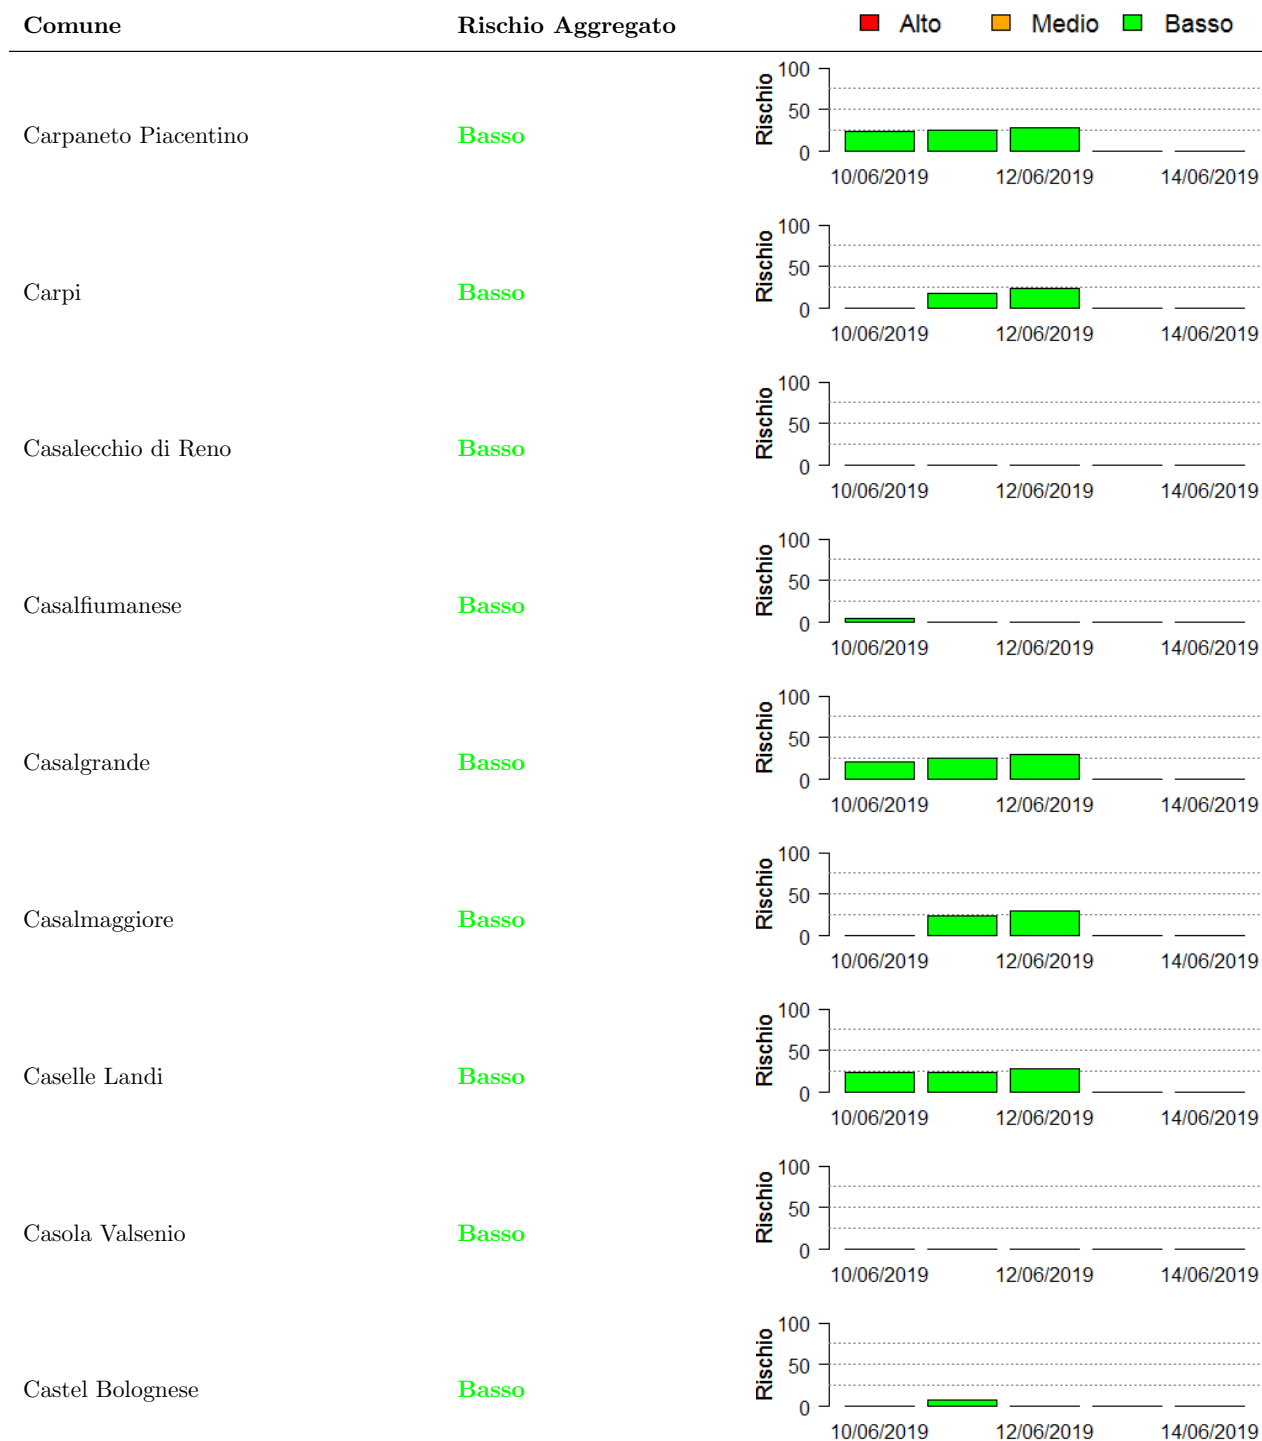 Comune Rischio Aggregato Alto Medio Basso
100
50
0
Rischio
Carpaneto Piacentino Basso
10/06/2019 12/06/2019 14/06/2019
100
50
0
Rischio
Carpi Basso
10/06/2019 12/06/2019 14/06/2019
100
50
0
Rischio
Casalecchio di Reno Basso
10/06/2019 12/06/2019 14/06/2019
100
50
0
Rischio
Casalfiumanese Basso
10/06/2019 12/06/2019 14/06/2019
100
50
0
Rischio
Casalgrande Basso
10/06/2019 12/06/2019 14/06/2019
100
50
0
Rischio
Casalmaggiore Basso
10/06/2019 12/06/2019 14/06/2019
100
50
0
Rischio
Caselle Landi Basso
10/06/2019 12/06/2019 14/06/2019
100
50
0
Rischio
Casola Valsenio Basso
10/06/2019 12/06/2019 14/06/2019
100
50
0
Rischio
Castel Bolognese Basso
10/06/2019 12/06/2019 14/06/2019